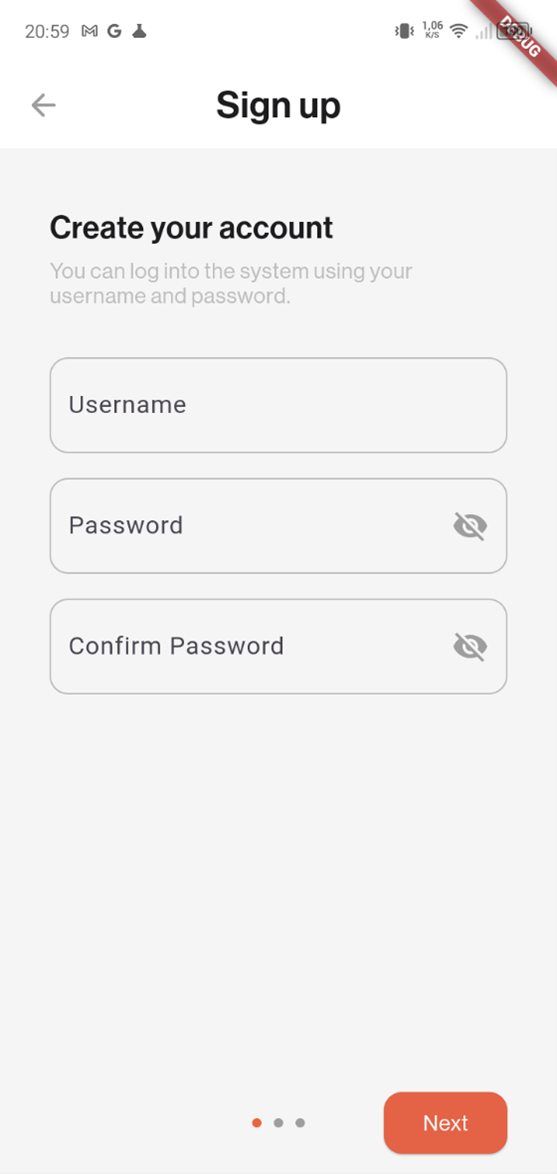 20:59
1,06
K/S
DEBUG
Sign up
Create your account
You can log into the system using your
username and password.
Username
Password
Confirm Password
Next